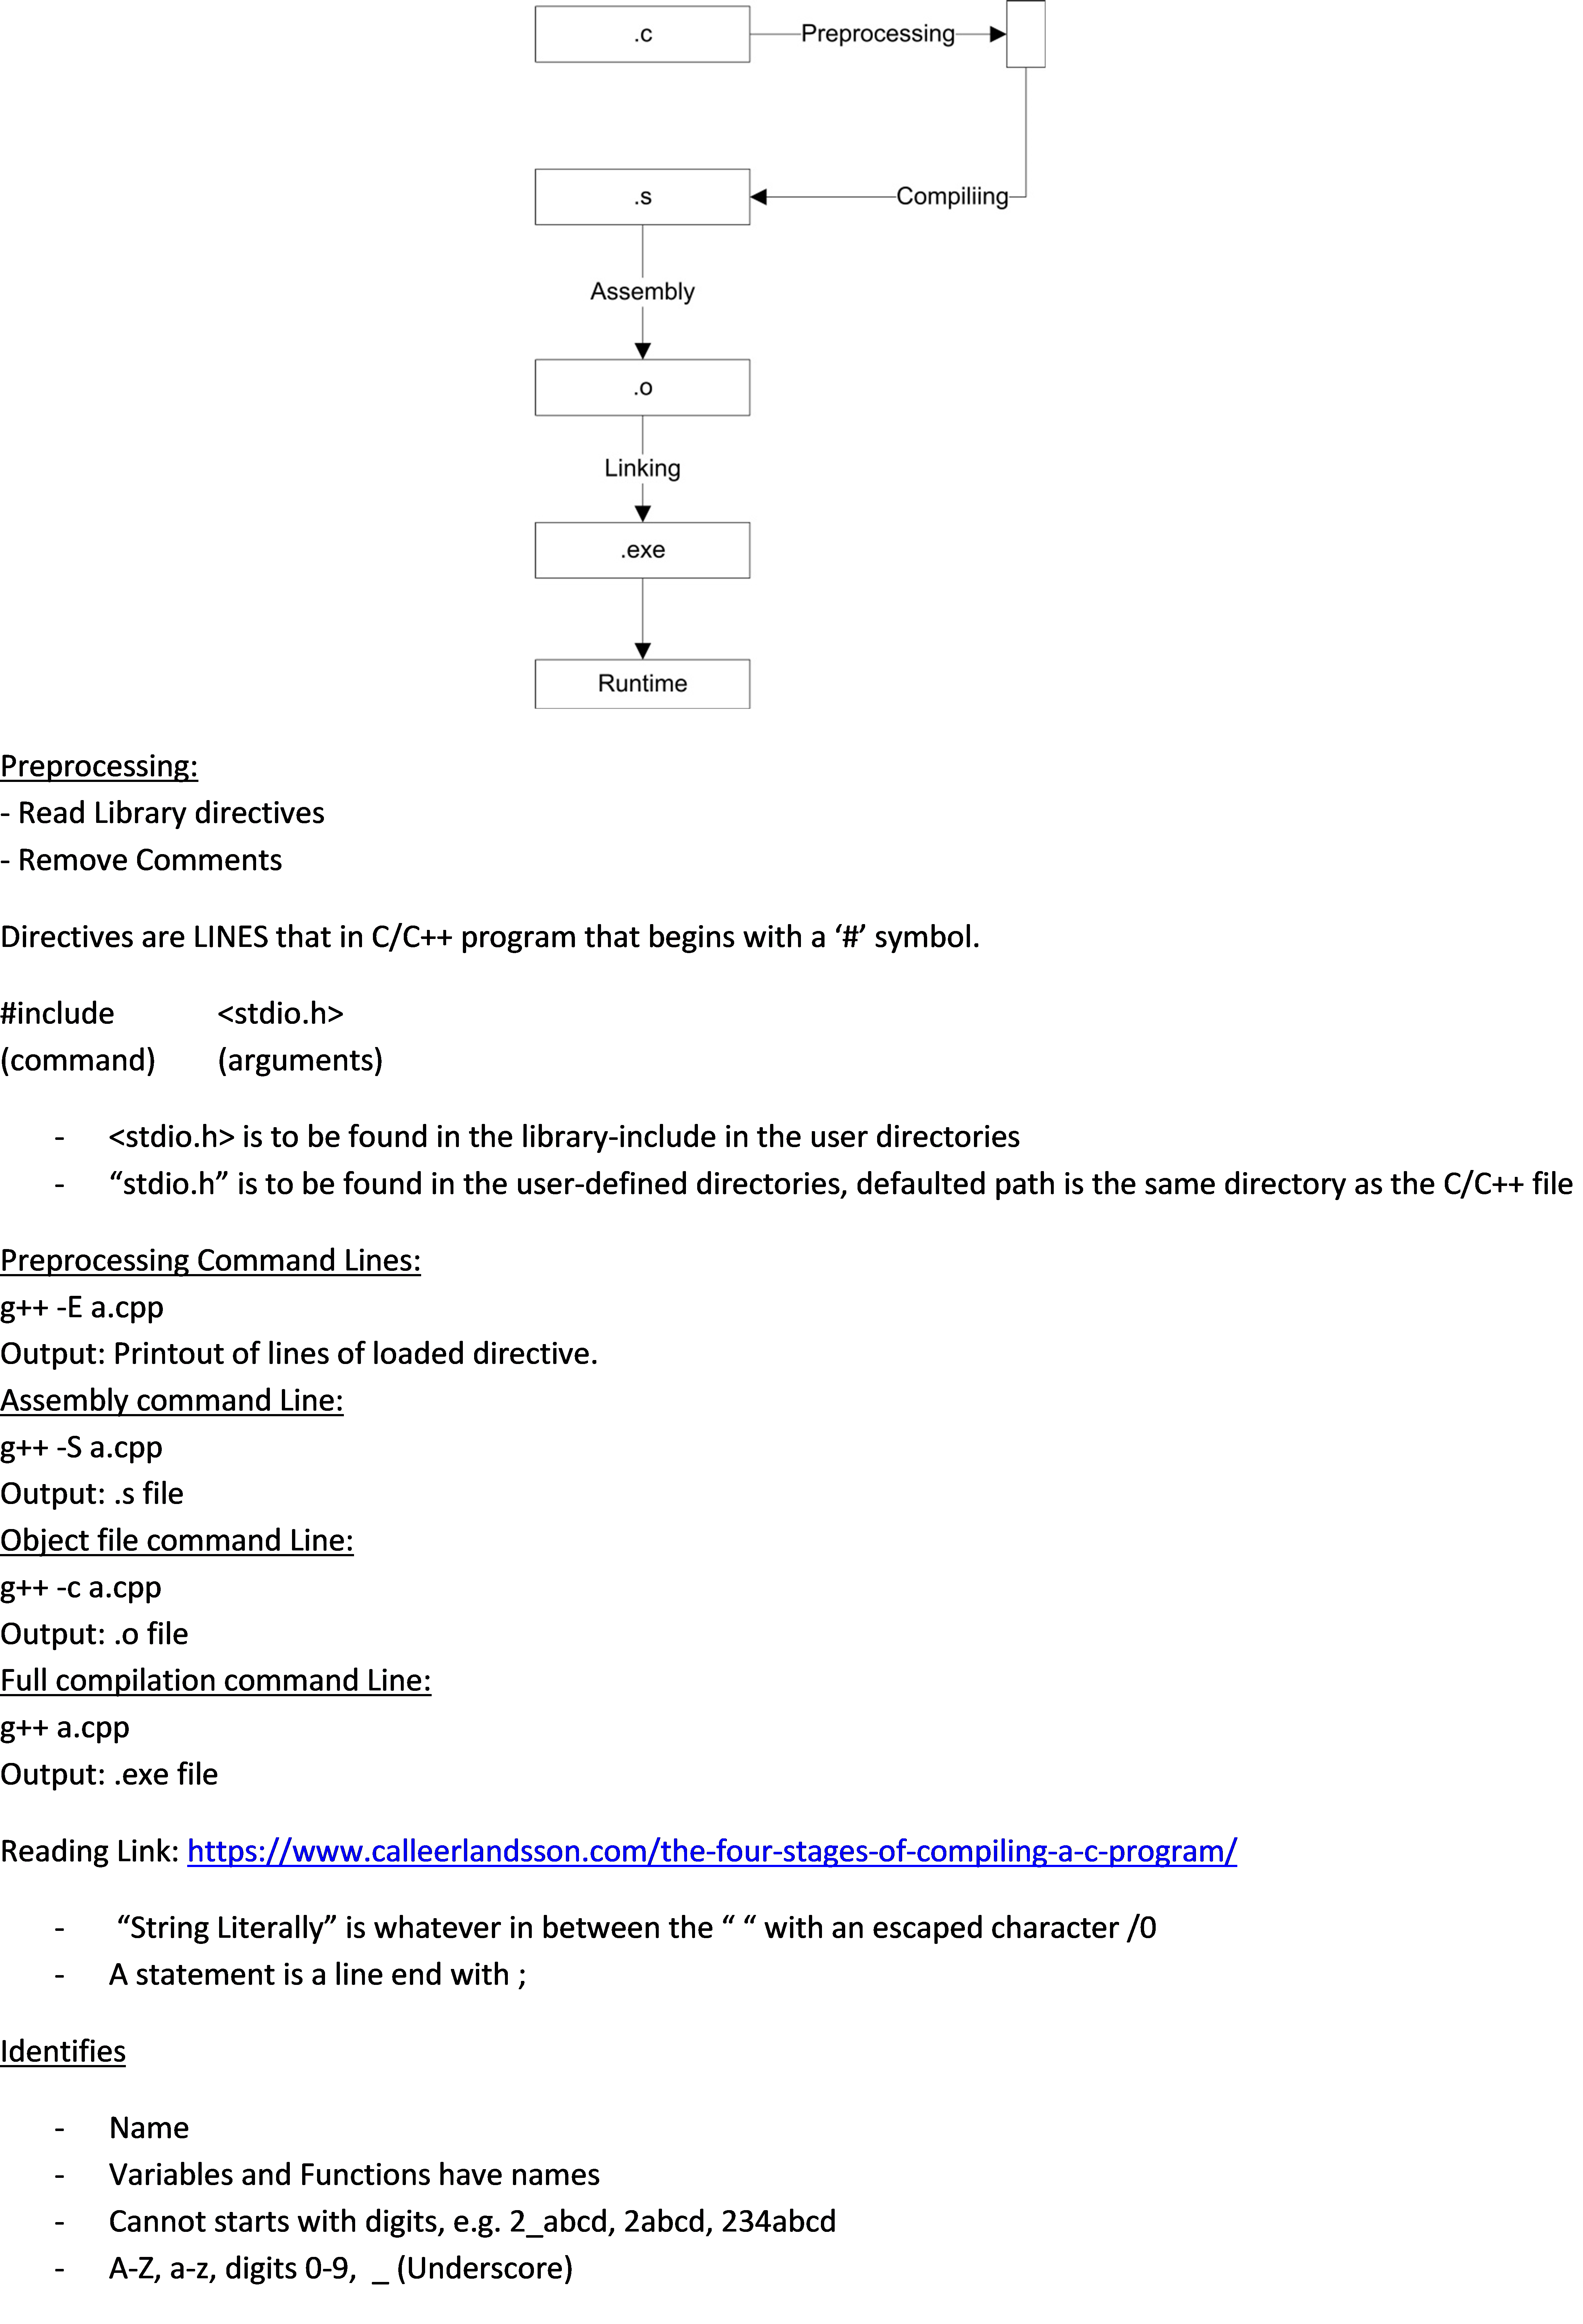 .c
Preprocessing
.s
Compiliing
Assembly
.o
Linking
.exe
Runtime
Preprocessing:
- Read Library directives
- Remove Comments
Directives are LINES that in C/C++ program that begins with a ‘#’ symbol.
#include <stdio.h>
(command) (arguments)
- <stdio.h> is to be found in the library-include in the user directories
- “stdio.h” is to be found in the user-defined directories, defaulted path is the same directory as the C/C++ file
Preprocessing Command Lines:
g++ -E a.cpp
Output: Printout of lines of loaded directive.
Assembly command Line:
g++ -S a.cpp
Output: .s file
Object file command Line:
g++ -c a.cpp
Output: .o file
Full compilation command Line:
g++ a.cpp
Output: .exe file
Reading Link: https://www.calleerlandsson.com/the-four-stages-of-compiling-a-c-program/
- “String Literally” is whatever in between the “ “ with an escaped character /0
- A statement is a line end with ;
Identifies
- Name
- Variables and Functions have names
- Cannot starts with digits, e.g. 2_abcd, 2abcd, 234abcd
- A-Z, a-z, digits 0-9, _ (Underscore)